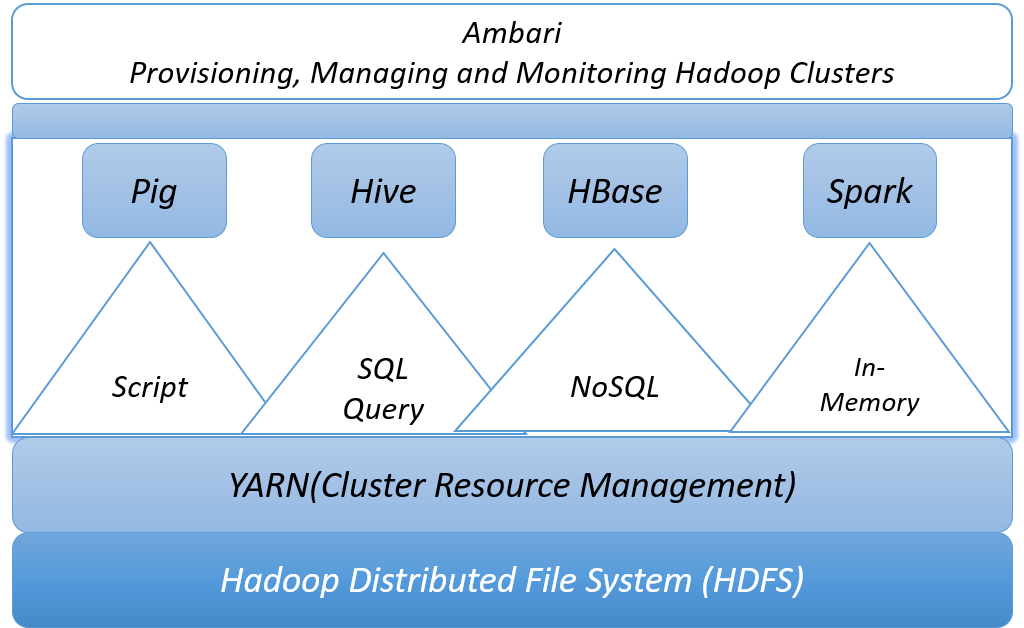 Ambari
Provisioning, Managing and Monitoring Hadoop Clusters
Pig
Hive
HBase
Spark
Script
SQL
Query
NoSQL
In-
Memory
YARN(Cluster Resource Management)
Hadoop Distributed File System (HDFS)